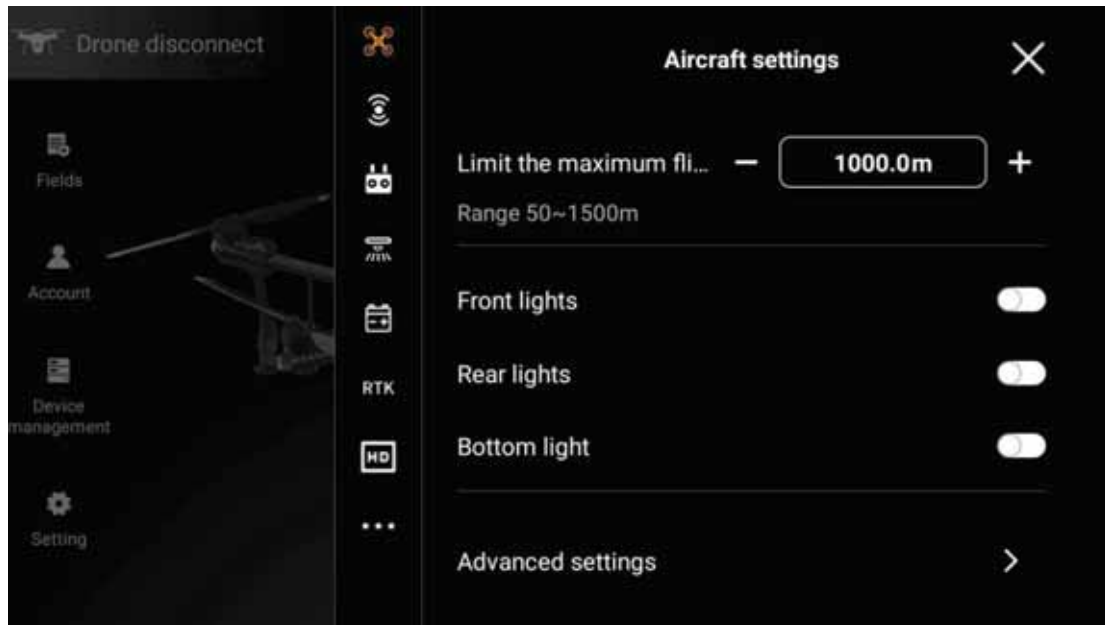 Drone disconnect
Fields
Account
Device
management
Setting
RTK
HD
Aircraft settings
Limit the maximum fli...
1000.0m
Range 50~1500m
Front lights
Rear lights
Bottom light
Advanced settings